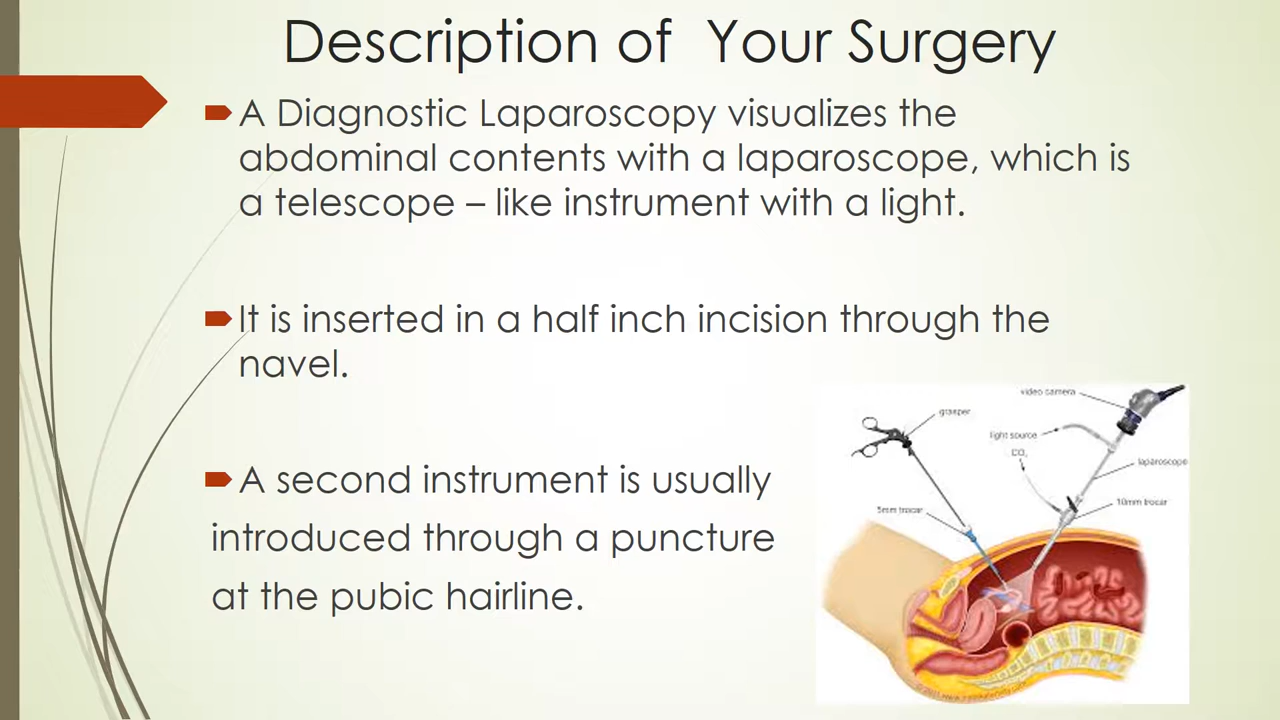 Description of  Your Surgery
A Diagnostic Laparoscopy visualizes the
abdominal contents with a laparoscope, which is
a telescope – like instrument with a light.
It is inserted in a half inch incision through the
navel.
A second instrument is usually
introduced through a puncture
at the pubic hairline.
video camera
grasper
light source
CO₂
laparoscope
10mm trocar
5mm trocar